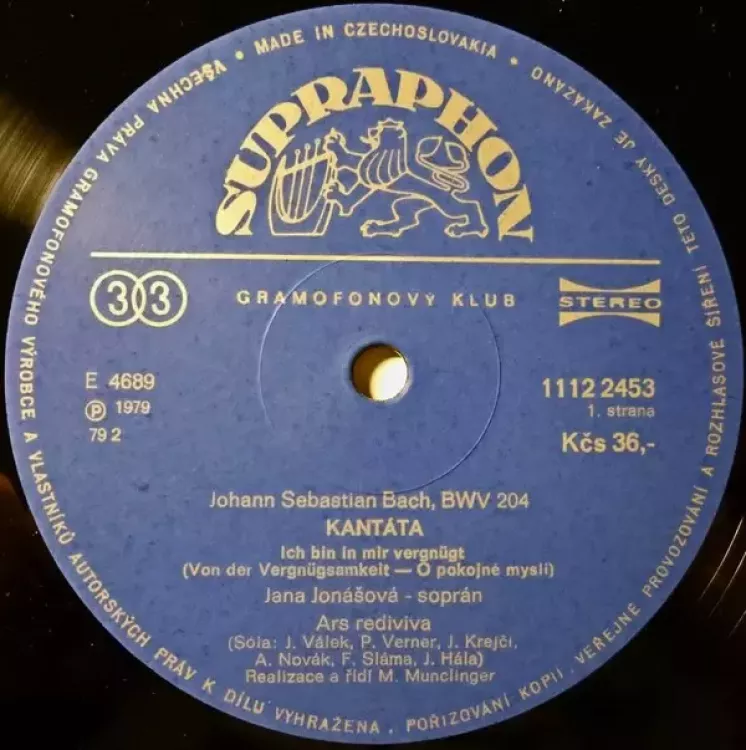 • MADE IN CZECHOSLOVAKIA •
SUPRAPHON
33
GRAMOFONOVÝ KLUB
STEREO
E 4689
Ⓟ 1979
79 2
1112 2453
1. strana
Kčs 36,-
Johann Sebastian Bach, BWV 204
KANTÁTA
Ich bin in mir vergnügt
(Von der Vergnügsamkeit — O pokojné mysli)
Jana Jonášová - soprán
Ars rediviva
(Sóla: J. Válek, P. Verner, J. Krejčí,
A. Novák, F. Sláma, J. Hála)
Realizace a řídí M. Munclinger
VŠECHNA PRÁVA GRAMOFONOVÉHO VÝROBCE A VLASTNÍKŮ AUTORSKÝCH PRÁV K DÍLU VYHRAŽENA. POŘIZOVÁNÍ KOPIÍ, VEŘEJNÉ PROVOZOVÁNÍ A ROZHLASOVÉ ŠÍŘENÍ TÉTO DESKY JE ZAKÁZÁNO